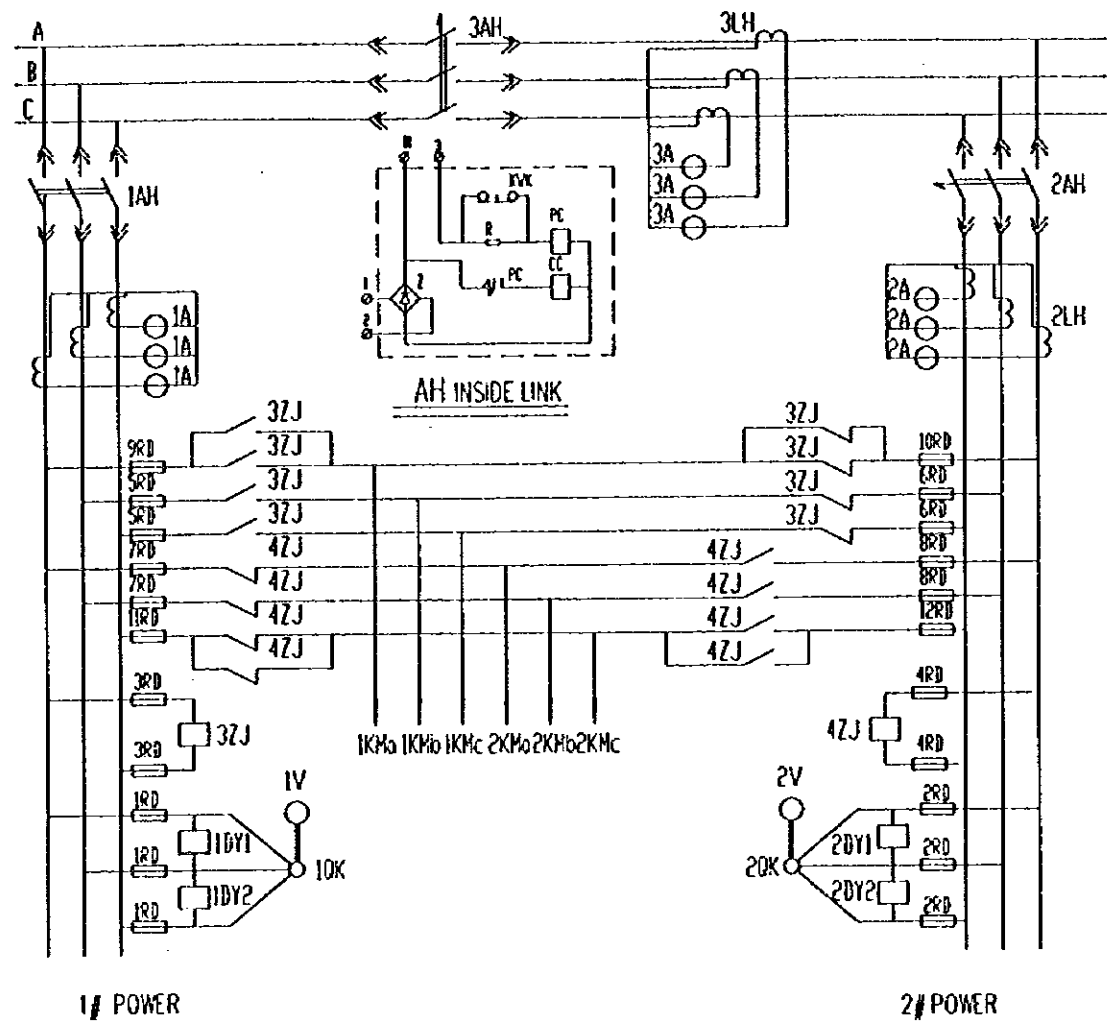 A
3AH
3LH
B
C
3A
3A
3A
1AH
2AH
KVK
R
PC
PC
CC
1
2
Z
1A
1A
1A
2A
2A
2A
2LH
AH INSIDE LINK
3ZJ
3ZJ
9RD
3ZJ
3ZJ
10RD
3ZJ
3ZJ
5RD
6RD
3ZJ
3ZJ
5RD
6RD
4ZJ
4ZJ
7RD
8RD
4ZJ
4ZJ
7RD
8RD
4ZJ
4ZJ
11RD
12RD
4ZJ
4ZJ
3RD
4RD
3ZJ
4ZJ
3RD
4RD
1KMa 1KMb 1KMc 2KMa 2KMb 2KMc
1V
2V
1RD
2RD
1DY1
2DY1
1RD
10K
20K
2RD
1DY2
2DY2
1RD
2RD
1# POWER
2# POWER